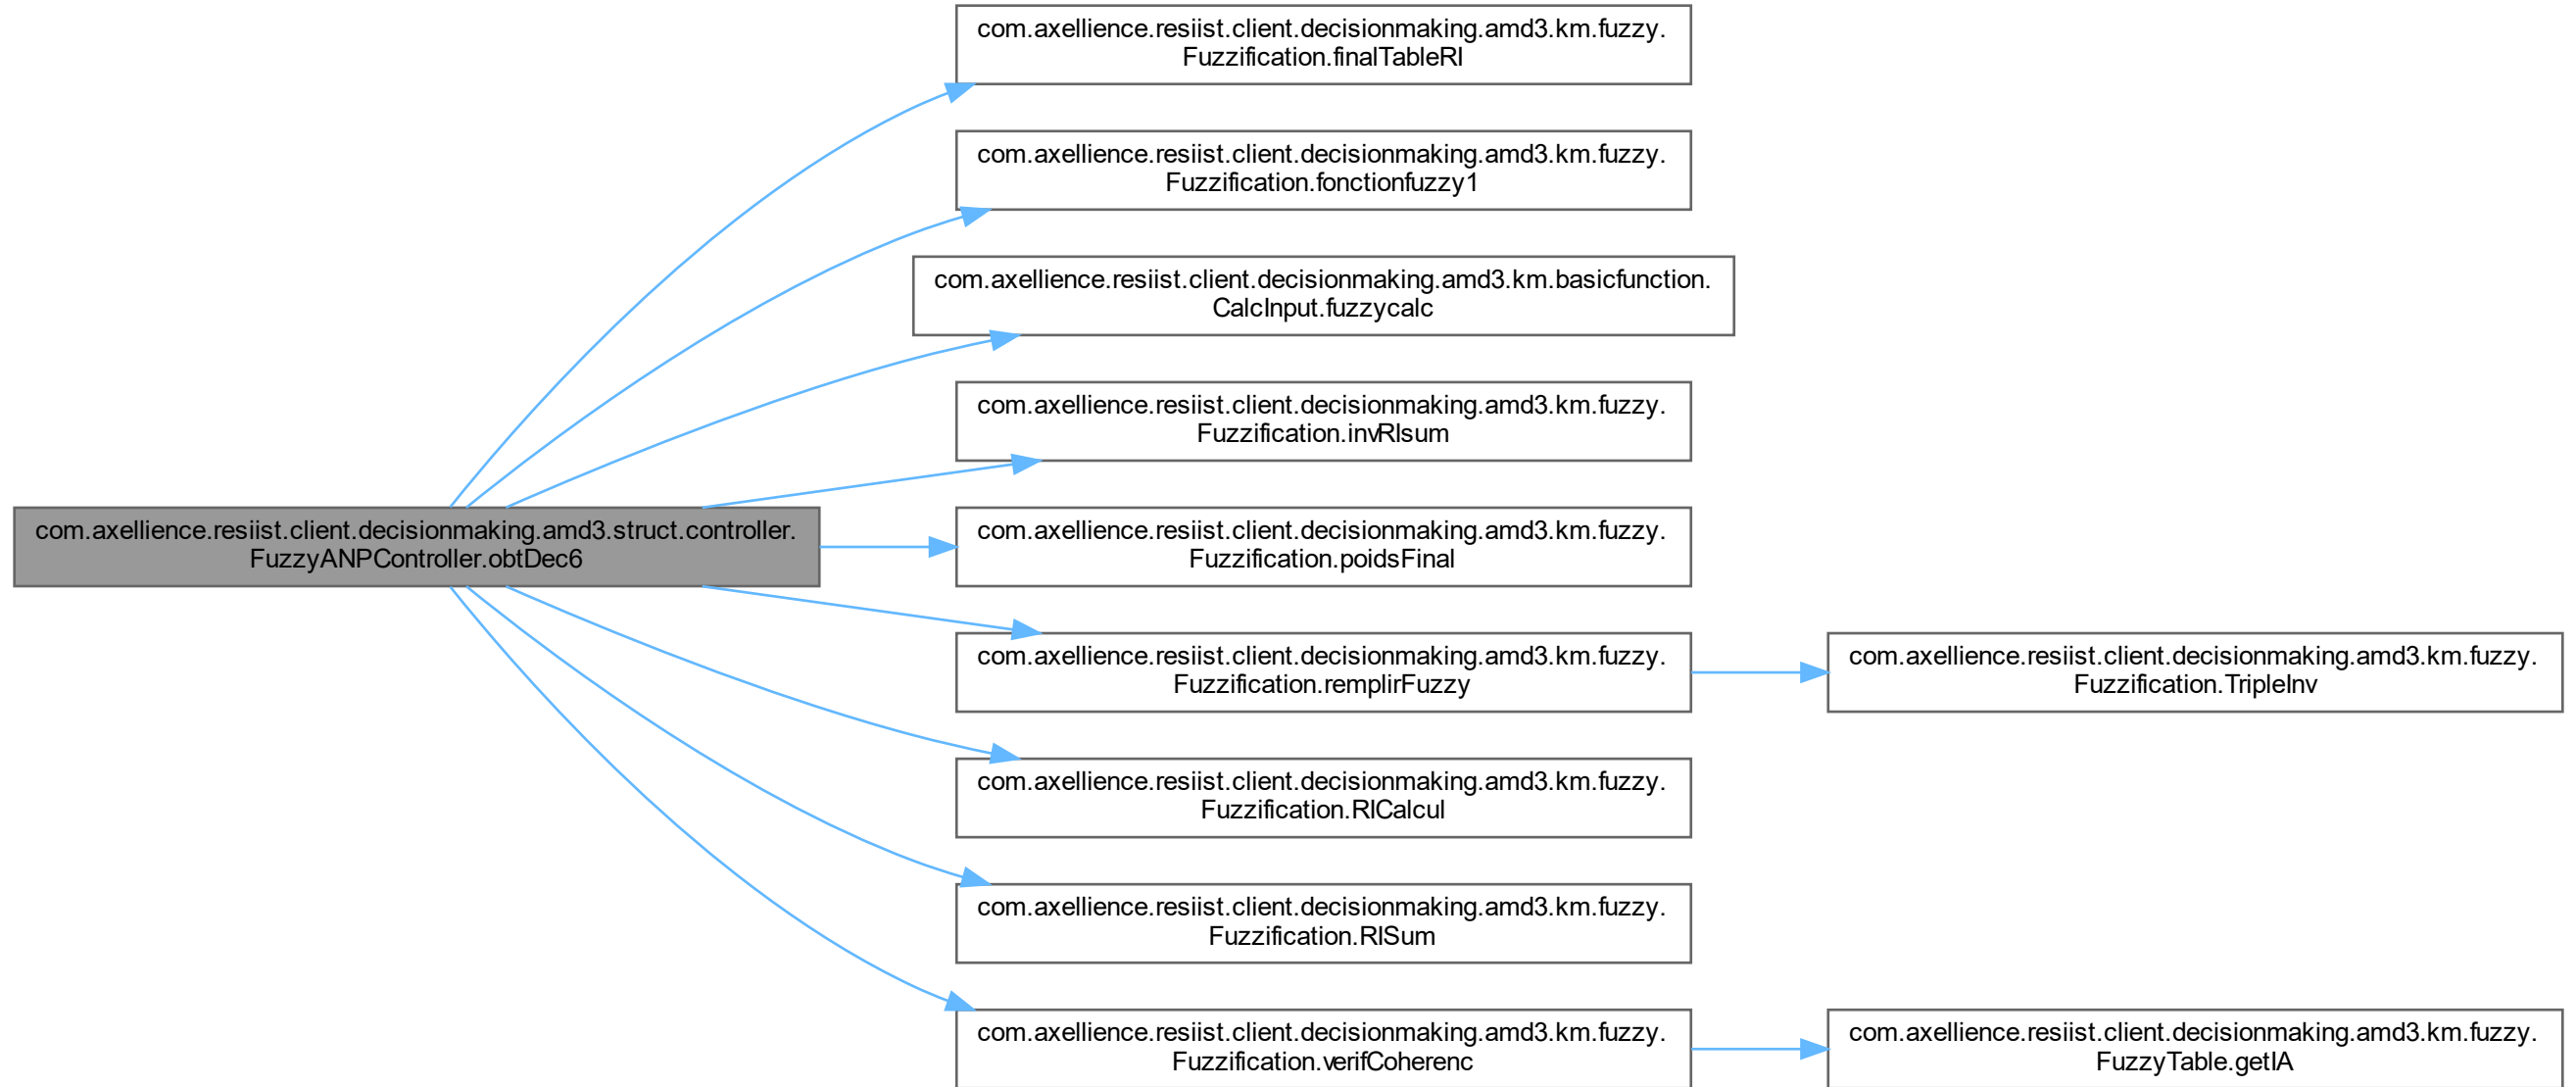 com.axellience.resiist.client.decisionmaking.amd3.struct.controller.
FuzzyANPController.obtDec6
com.axellience.resiist.client.decisionmaking.amd3.km.fuzzy.
Fuzzification.finalTableRI
com.axellience.resiist.client.decisionmaking.amd3.km.fuzzy.
Fuzzification.fonctionfuzzy1
com.axellience.resiist.client.decisionmaking.amd3.km.basicfunction.
CalcInput.fuzzycalc
com.axellience.resiist.client.decisionmaking.amd3.km.fuzzy.
Fuzzification.invRIsum
com.axellience.resiist.client.decisionmaking.amd3.km.fuzzy.
Fuzzification.poidsFinal
com.axellience.resiist.client.decisionmaking.amd3.km.fuzzy.
Fuzzification.remplirFuzzy
com.axellience.resiist.client.decisionmaking.amd3.km.fuzzy.
Fuzzification.TripleInv
com.axellience.resiist.client.decisionmaking.amd3.km.fuzzy.
Fuzzification.RICalcul
com.axellience.resiist.client.decisionmaking.amd3.km.fuzzy.
Fuzzification.RISum
com.axellience.resiist.client.decisionmaking.amd3.km.fuzzy.
Fuzzification.verifCoherenc
com.axellience.resiist.client.decisionmaking.amd3.km.fuzzy.
FuzzyTable.getIA